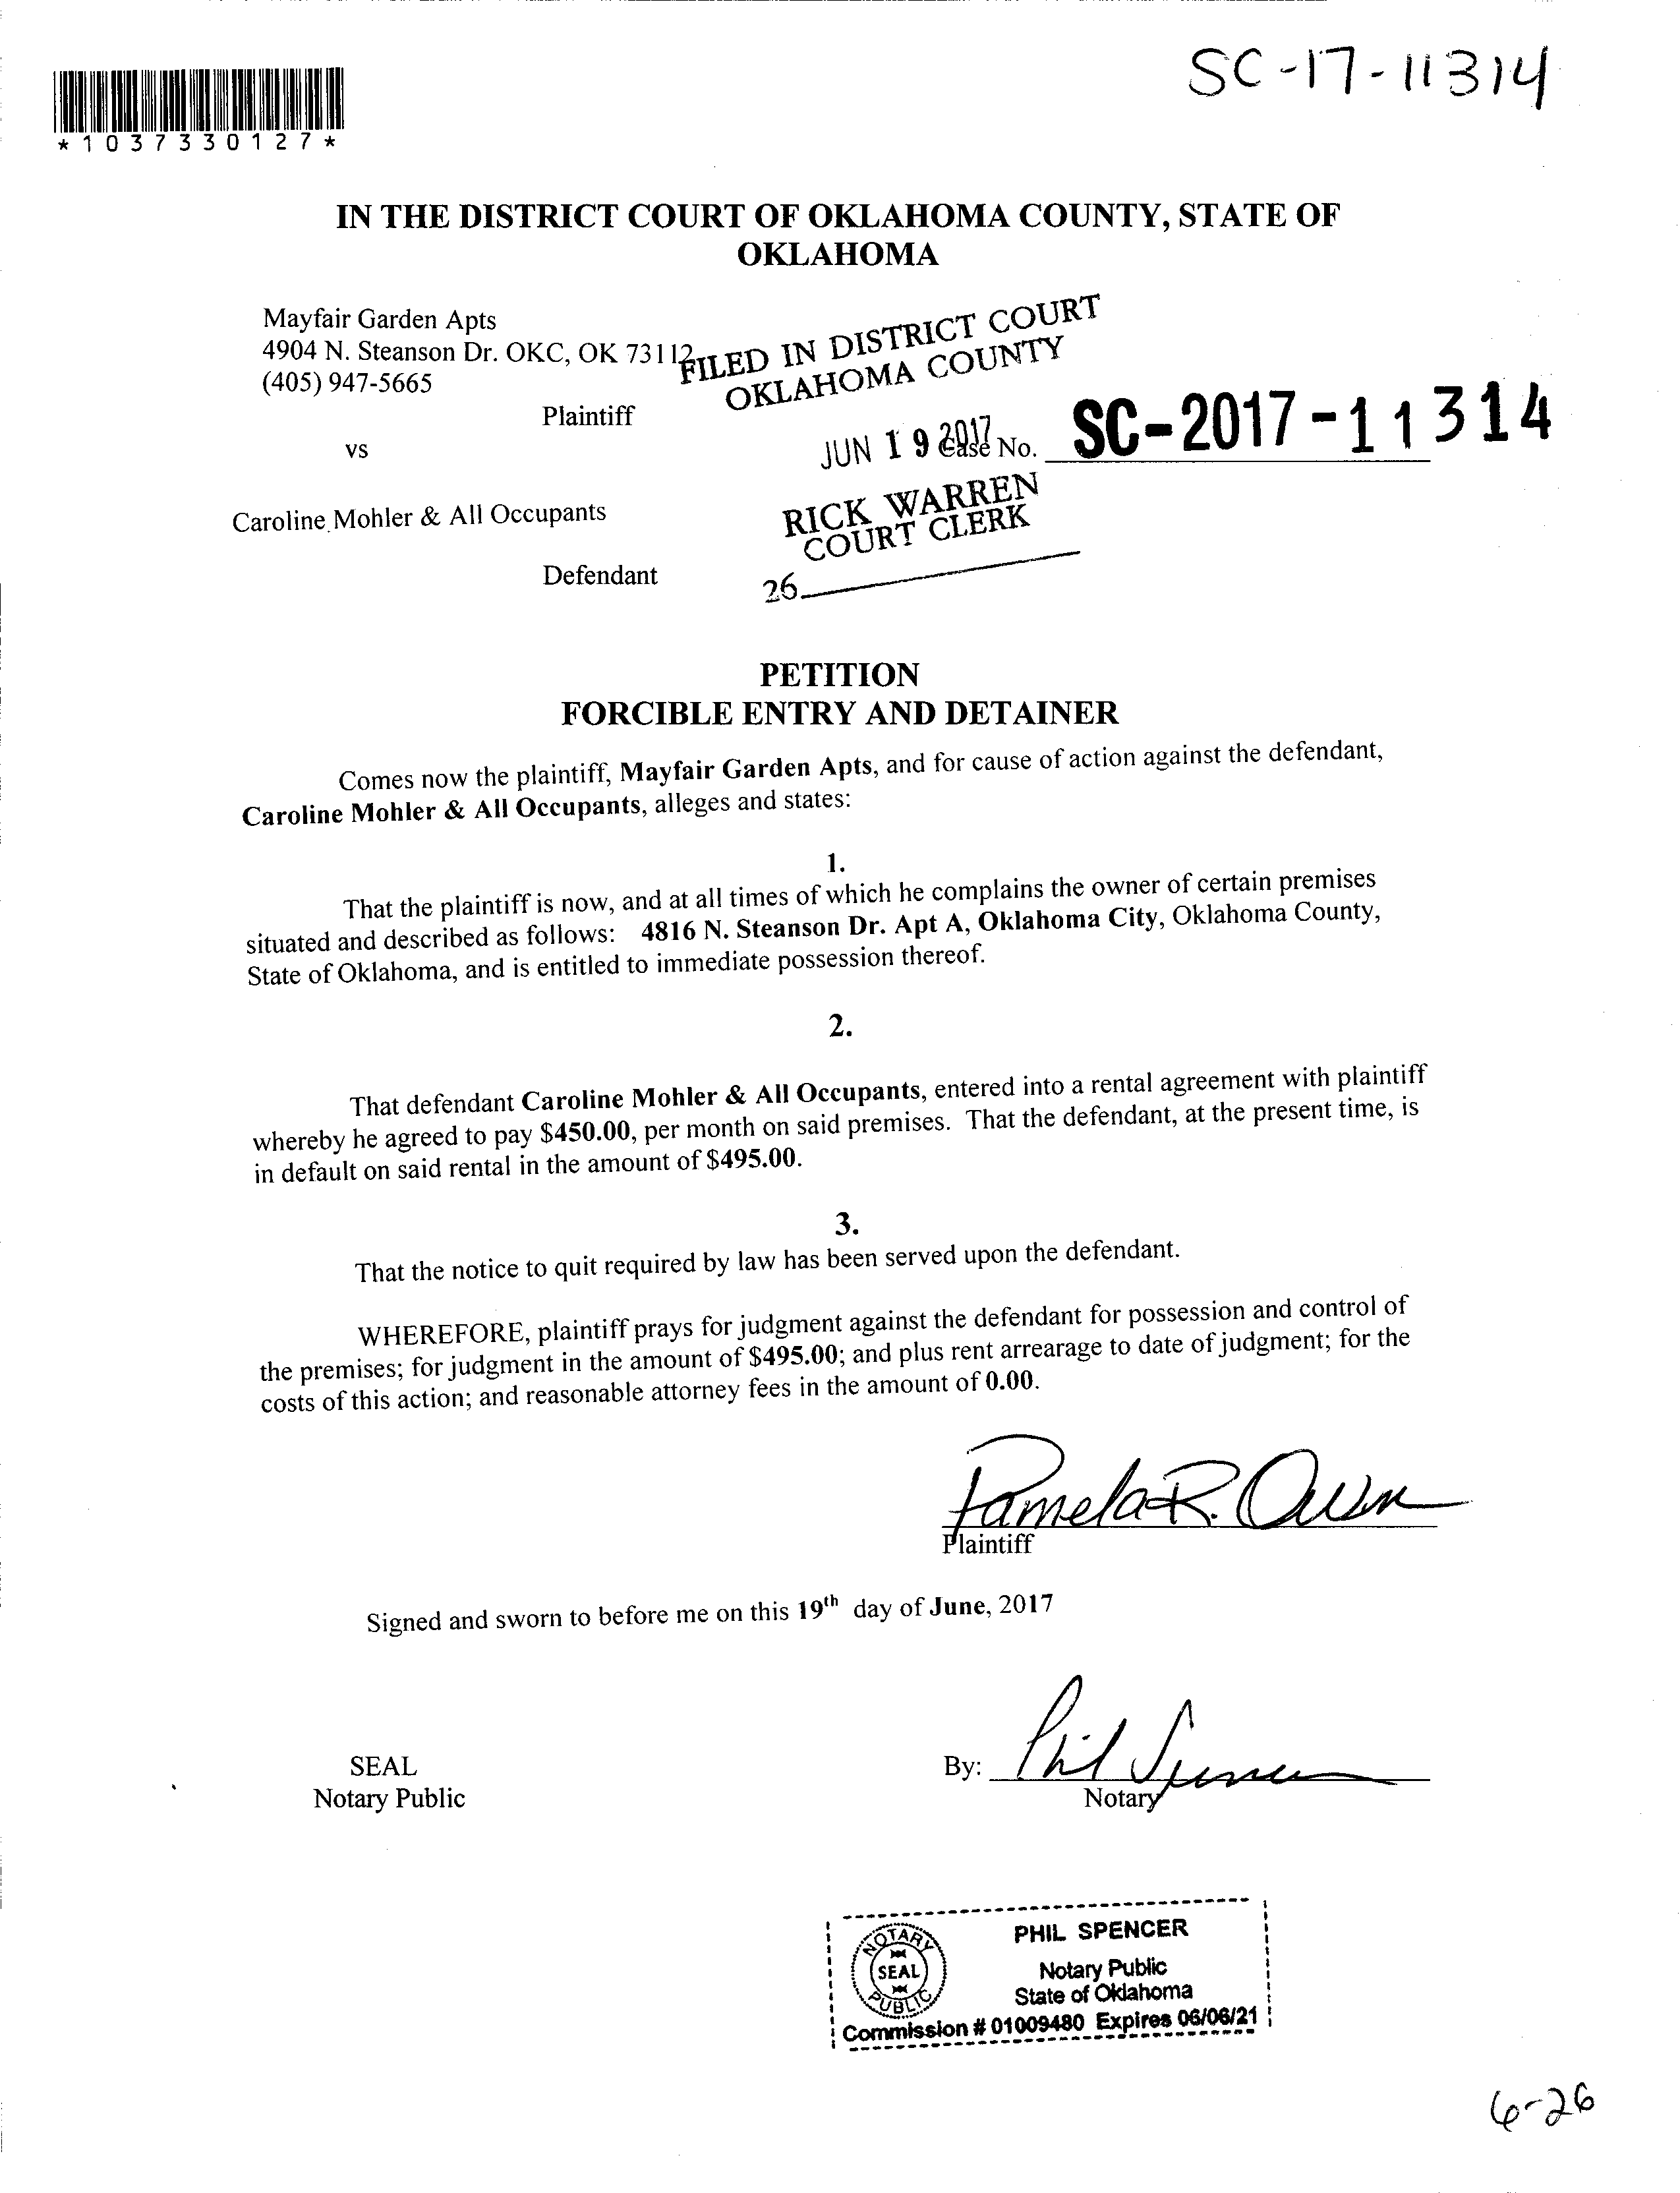 SC-17-11314
*1037330127*
IN THE DISTRICT COURT OF OKLAHOMA COUNTY, STATE OF
OKLAHOMA
Mayfair Garden Apts
4904 N. Steanson Dr. OKC, OK 73112
(405) 947-5665
Plaintiff
vs
Caroline Mohler & All Occupants
Defendant
FILED IN DISTRICT COURT
OKLAHOMA COUNTY
JUN 19 2017
Case No. SC-2017-11314
RICK WARREN
COURT CLERK
26
PETITION
FORCIBLE ENTRY AND DETAINER
Comes now the plaintiff, Mayfair Garden Apts, and for cause of action against the defendant,
Caroline Mohler & All Occupants, alleges and states:
1.
That the plaintiff is now, and at all times of which he complains the owner of certain premises
situated and described as follows: 4816 N. Steanson Dr. Apt A, Oklahoma City, Oklahoma County,
State of Oklahoma, and is entitled to immediate possession thereof.
2.
That defendant Caroline Mohler & All Occupants, entered into a rental agreement with plaintiff
whereby he agreed to pay $450.00, per month on said premises. That the defendant, at the present time, is
in default on said rental in the amount of $495.00.
3.
That the notice to quit required by law has been served upon the defendant.
WHEREFORE, plaintiff prays for judgment against the defendant for possession and control of
the premises; for judgment in the amount of $495.00; and plus rent arrearage to date of judgment; for the
costs of this action; and reasonable attorney fees in the amount of 0.00.
Pamela R. Owen
Plaintiff
Signed and sworn to before me on this 19th day of June, 2017
SEAL
Notary Public
By: Phil Spencer
Notary
NOTARY
SEAL
PUBLIC
PHIL SPENCER
Notary Public
State of Oklahoma
Commission # 01009480 Expires 06/06/21
6-26